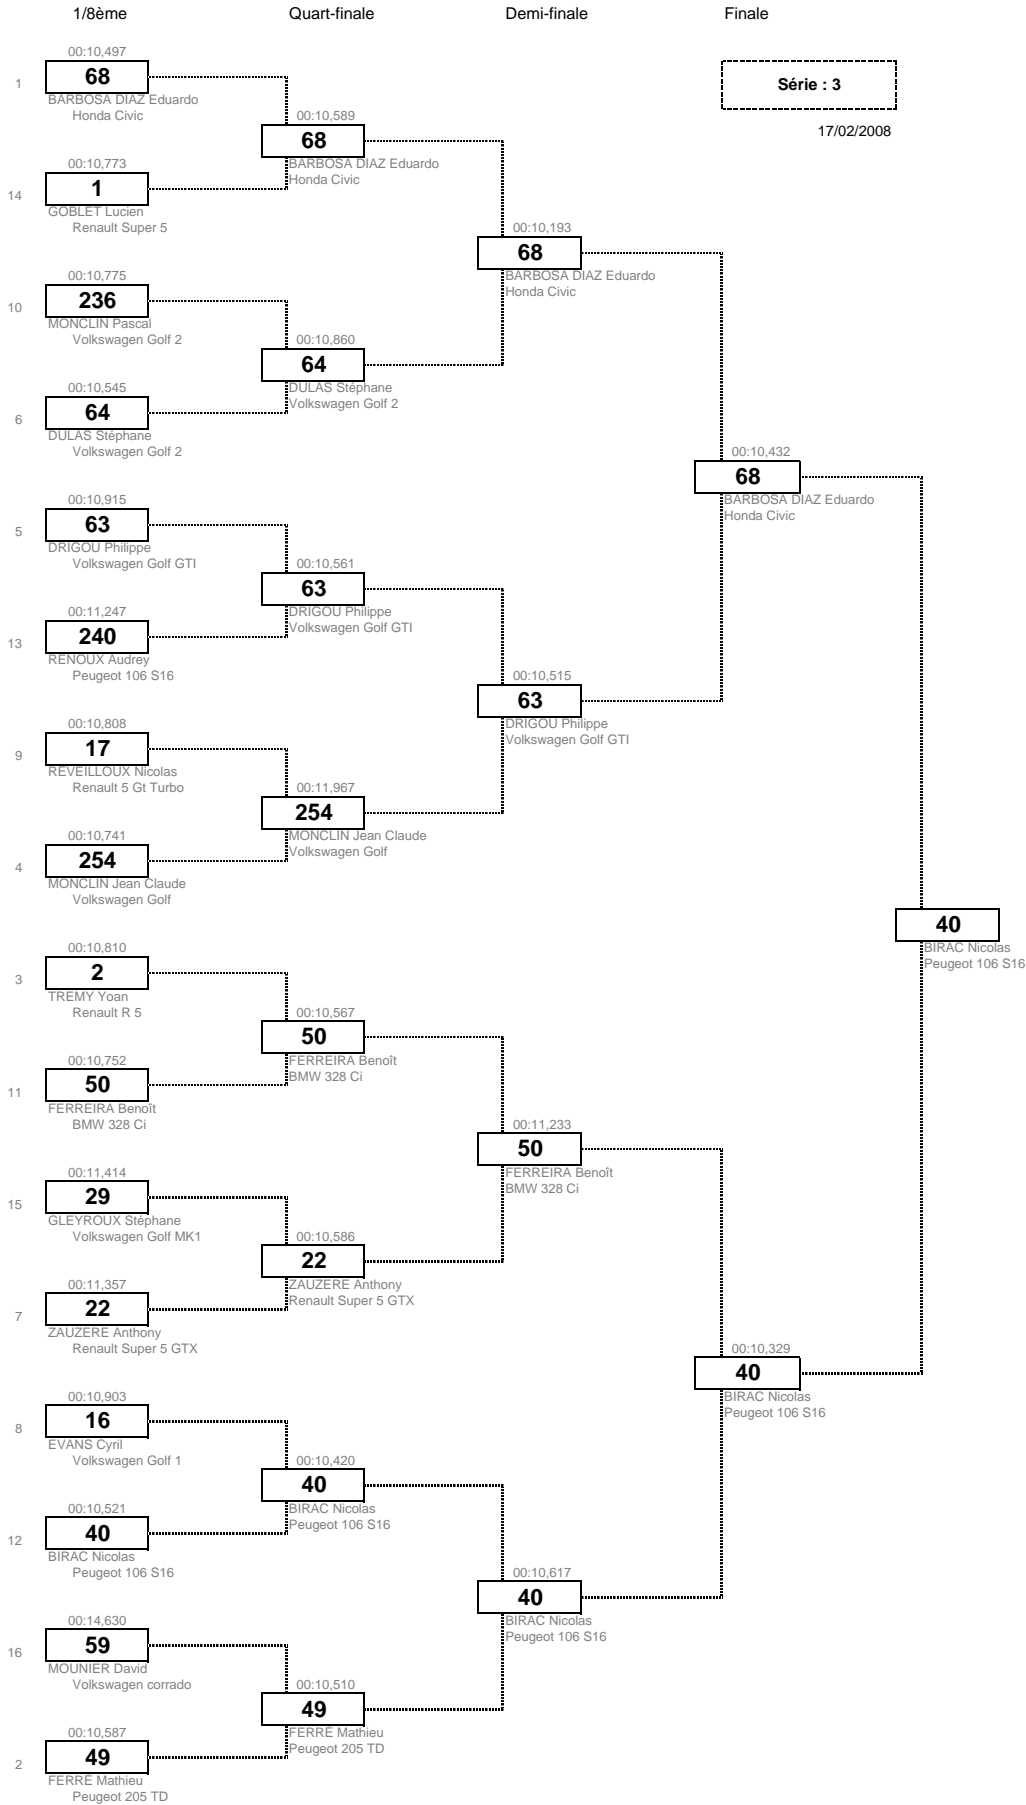 1/8ème
Quart-finale
Demi-finale
Finale
00:10,497
1
68
BARBOSA DIAZ Eduardo
Honda Civic
Série : 3
17/02/2008
00:10,589
68
BARBOSA DIAZ Eduardo
Honda Civic
00:10,773
14
1
GOBLET Lucien
Renault Super 5
00:10,193
68
BARBOSA DIAZ Eduardo
Honda Civic
00:10,775
10
236
MONCLIN Pascal
Volkswagen Golf 2
00:10,860
64
DULAS Stéphane
Volkswagen Golf 2
00:10,545
6
64
DULAS Stéphane
Volkswagen Golf 2
00:10,432
68
BARBOSA DIAZ Eduardo
Honda Civic
00:10,915
5
63
DRIGOU Philippe
Volkswagen Golf GTI
00:10,561
63
DRIGOU Philippe
Volkswagen Golf GTI
00:11,247
13
240
RENOUX Audrey
Peugeot 106 S16
00:10,515
63
DRIGOU Philippe
Volkswagen Golf GTI
00:10,808
9
17
REVEILLOUX Nicolas
Renault 5 Gt Turbo
00:11,967
254
MONCLIN Jean Claude
Volkswagen Golf
00:10,741
4
254
MONCLIN Jean Claude
Volkswagen Golf
40
BIRAC Nicolas
Peugeot 106 S16
00:10,810
3
2
TREMY Yoan
Renault R 5
00:10,567
50
FERREIRA Benoît
BMW 328 Ci
00:10,752
11
50
FERREIRA Benoît
BMW 328 Ci
00:11,233
50
FERREIRA Benoît
BMW 328 Ci
00:11,414
15
29
GLEYROUX Stéphane
Volkswagen Golf MK1
00:10,586
22
ZAUZERE Anthony
Renault Super 5 GTX
00:11,357
7
22
ZAUZERE Anthony
Renault Super 5 GTX
00:10,329
40
BIRAC Nicolas
Peugeot 106 S16
00:10,903
8
16
EVANS Cyril
Volkswagen Golf 1
00:10,420
40
BIRAC Nicolas
Peugeot 106 S16
00:10,521
12
40
BIRAC Nicolas
Peugeot 106 S16
00:10,617
40
BIRAC Nicolas
Peugeot 106 S16
00:14,630
16
59
MOUNIER David
Volkswagen corrado
00:10,510
49
FERRÉ Mathieu
Peugeot 205 TD
00:10,587
2
49
FERRÉ Mathieu
Peugeot 205 TD